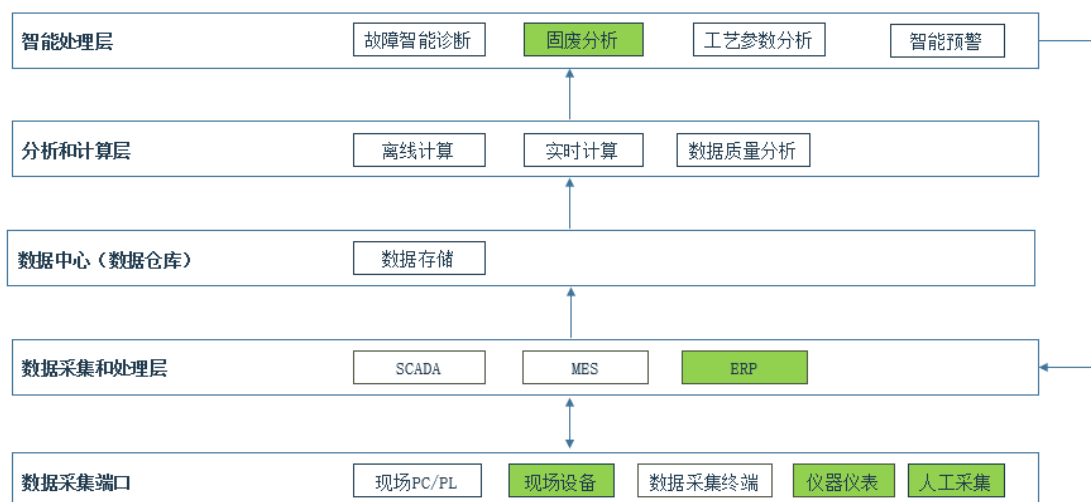 智能处理层 故障智能诊断 固废分析 工艺参数分析 智能预警
分析和计算层 离线计算 实时计算 数据质量分析
数据中心（数据仓库） 数据存储
数据采集和处理层 SCADA MES ERP
数据采集端口 现场PC/PL 现场设备 数据采集终端 仪器仪表 人工采集